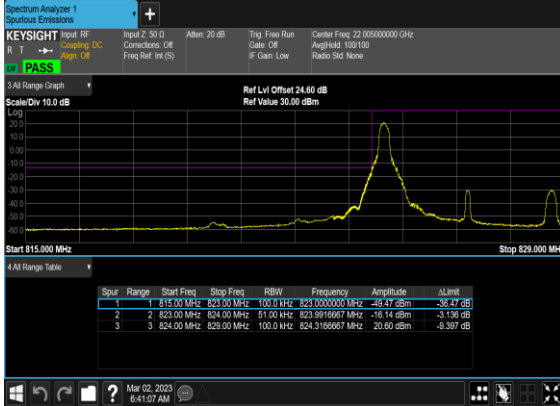 Spectrum Analyzer 1
Spurious Emissions
+
KEYSIGHT Input: RF Input Z: 50 Ω Atten: 20 dB Trig: Free Run Center Freq: 22.005000000 GHz
R T Coupling: DC Corrections: Off Gate: Off Avg|Hold: 100/100
Align: Off Freq Ref: Int (S) IF Gain: Low Radio Std: None
PASS
3.All Range Graph Ref Lvl Offset 24.60 dB
Scale/Div 10.0 dB Ref Value 30.00 dBm
Log
20.0
10.0
0.00
-10.0
-20.0
-30.0
-40.0
-50.0
-60.0
Start 815.000 MHz Stop 829.000 MH
4.All Range Table
Spur Range Start Freq Stop Freq RBW Frequency Amplitude ΔLimit
1 1 815.00 MHz 823.00 MHz 100.0 kHz 823.0000000 MHz -49.47 dBm -36.47 dB
2 2 823.00 MHz 824.00 MHz 51.00 kHz 823.9916667 MHz -16.14 dBm -3.136 dB
3 3 824.00 MHz 829.00 MHz 100.0 kHz 824.3166667 MHz 20.60 dBm -9.397 dB
? Mar 02, 2023
6:41:07 AM